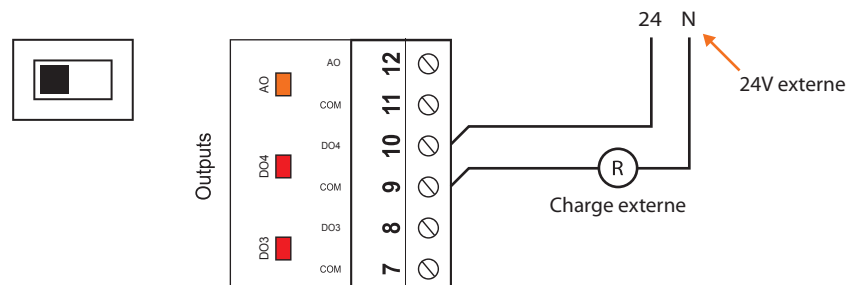 24 N
24V externe
Outputs
AO AO 12
COM 11
DO4 DO4 10
COM 9
DO3 DO3 8
COM 7
R
Charge externe